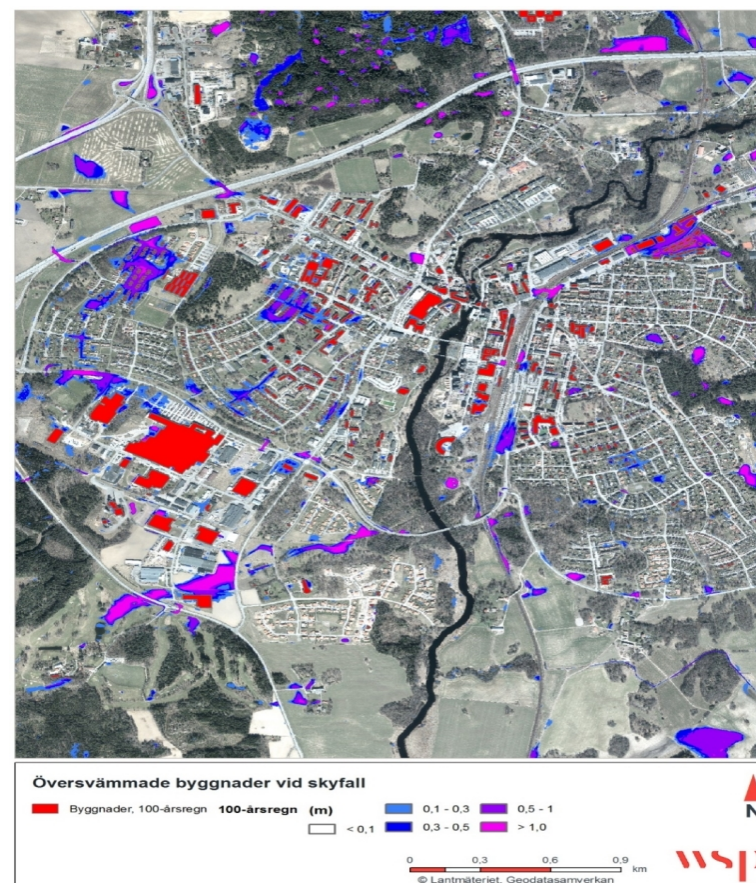 Översvämmade byggnader vid skyfall
Byggnader, 100-årsregn 100-årsregn (m) 0,1 - 0,3 0,5 - 1
< 0,1 0,3 - 0,5 > 1,0
N
0 0,3 0,6 0,9 km
© Lantmäteriet, Geodatasamverkan
wsp